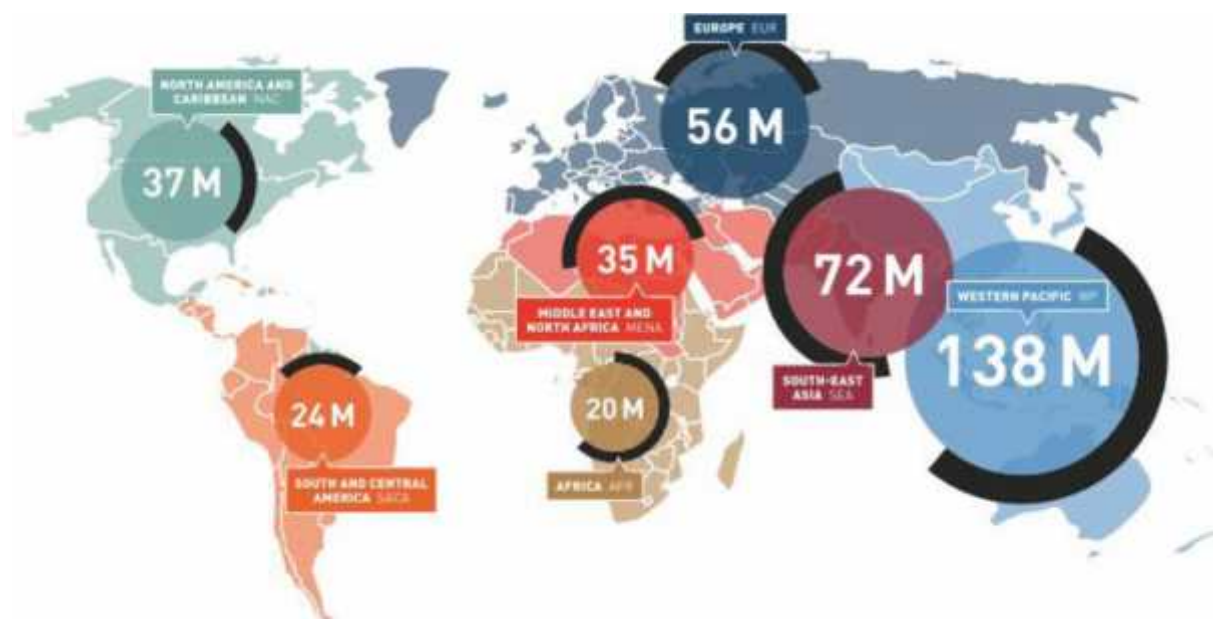 EUROPE EUR
56 M
NORTH AMERICA AND
CARIBBEAN NAC
37 M
35 M
MIDDLE EAST AND
NORTH AFRICA MENA
72 M
SOUTH-EAST
ASIA SEA
WESTERN PACIFIC WP
138 M
24 M
SOUTH AND CENTRAL
AMERICA SACA
20 M
AFRICA AFR